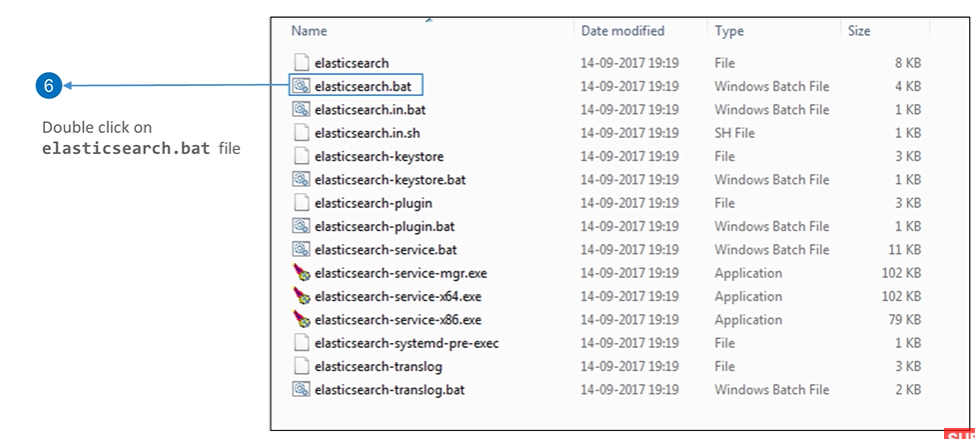 Name Date modified Type Size
elasticsearch 14-09-2017 19:19 File 8 KB
6 elasticsearch.bat 14-09-2017 19:19 Windows Batch File 4 KB
elasticsearch.in.bat 14-09-2017 19:19 Windows Batch File 1 KB
Double click on
elasticsearch.bat file
elasticsearch.in.sh 14-09-2017 19:19 SH File 1 KB
elasticsearch-keystore 14-09-2017 19:19 File 3 KB
elasticsearch-keystore.bat 14-09-2017 19:19 Windows Batch File 1 KB
elasticsearch-plugin 14-09-2017 19:19 File 3 KB
elasticsearch-plugin.bat 14-09-2017 19:19 Windows Batch File 1 KB
elasticsearch-service.bat 14-09-2017 19:19 Windows Batch File 11 KB
elasticsearch-service-mgr.exe 14-09-2017 19:19 Application 102 KB
elasticsearch-service-x64.exe 14-09-2017 19:19 Application 102 KB
elasticsearch-service-x86.exe 14-09-2017 19:19 Application 79 KB
elasticsearch-systemd-pre-exec 14-09-2017 19:19 File 1 KB
elasticsearch-translog 14-09-2017 19:19 File 3 KB
elasticsearch-translog.bat 14-09-2017 19:19 Windows Batch File 2 KB